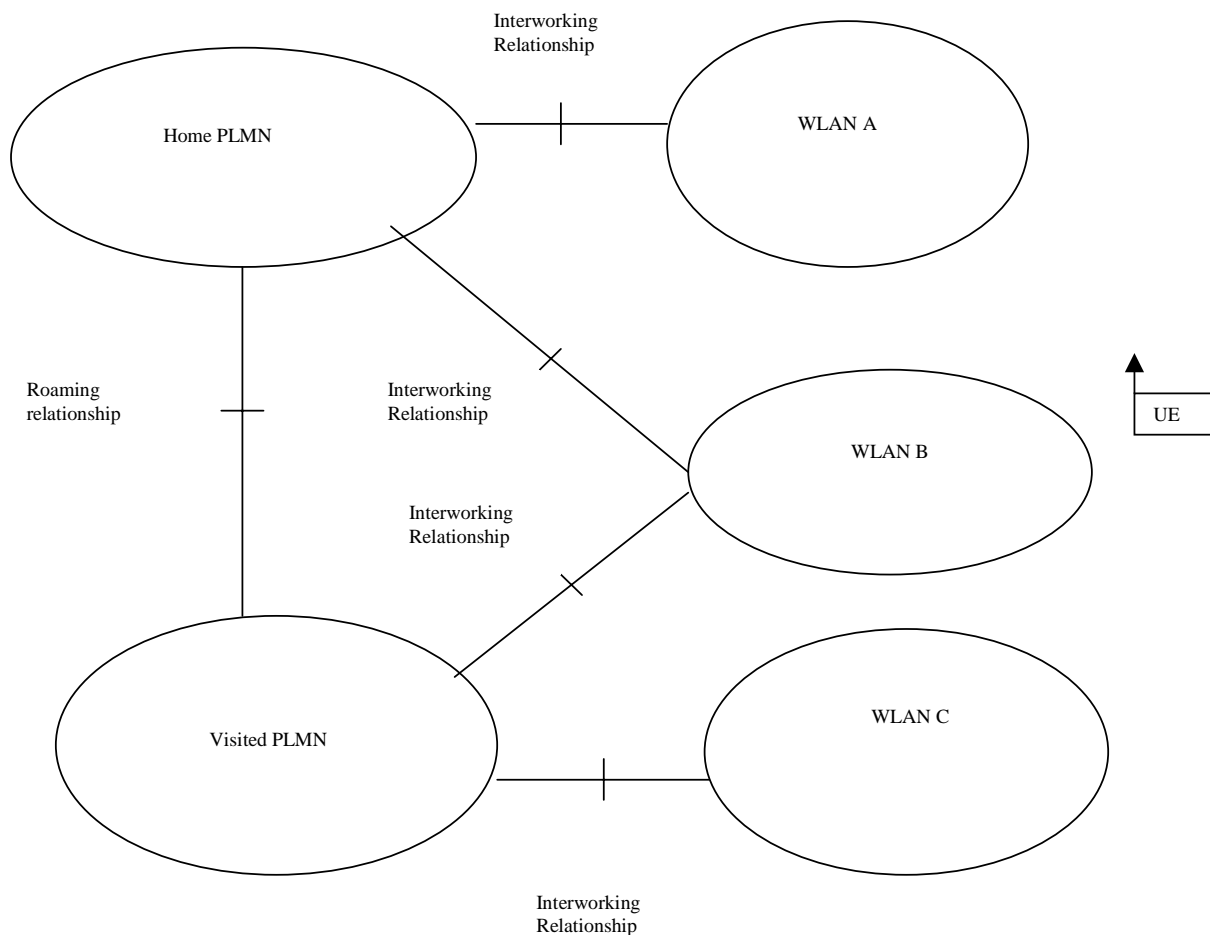 Interworking
Relationship
Home PLMN
WLAN A
Roaming
relationship
Interworking
Relationship
WLAN B
UE
Interworking
Relationship
Visited PLMN
WLAN C
Interworking
Relationship